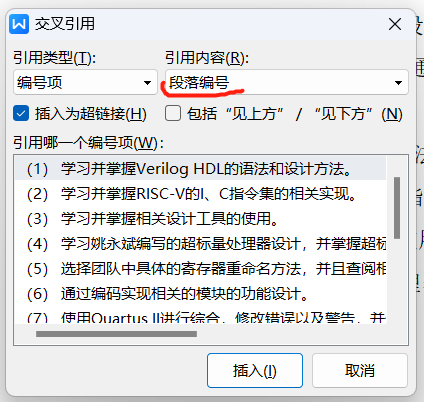 交叉引用
引用类型(T): 引用内容(R):
编号项 段落编号
插入为超链接(H) 包括“见上方” / “见下方” (N)
引用哪一个编号项(W):
(1) 学习并掌握Verilog HDL的语法和设计方法。
(2) 学习并掌握RISC-V的I、C指令集的相关实现。
(3) 学习并掌握相关设计工具的使用。
(4) 学习姚永斌编写的超标量处理器设计，并掌握超标
(5) 选择团队中具体的寄存器重命名方法，并且查阅相
(6) 通过编码实现相关的模块的功能设计。
(7) 使用Quartus II进行综合，修改错误以及警告，并
插入(I) 取消